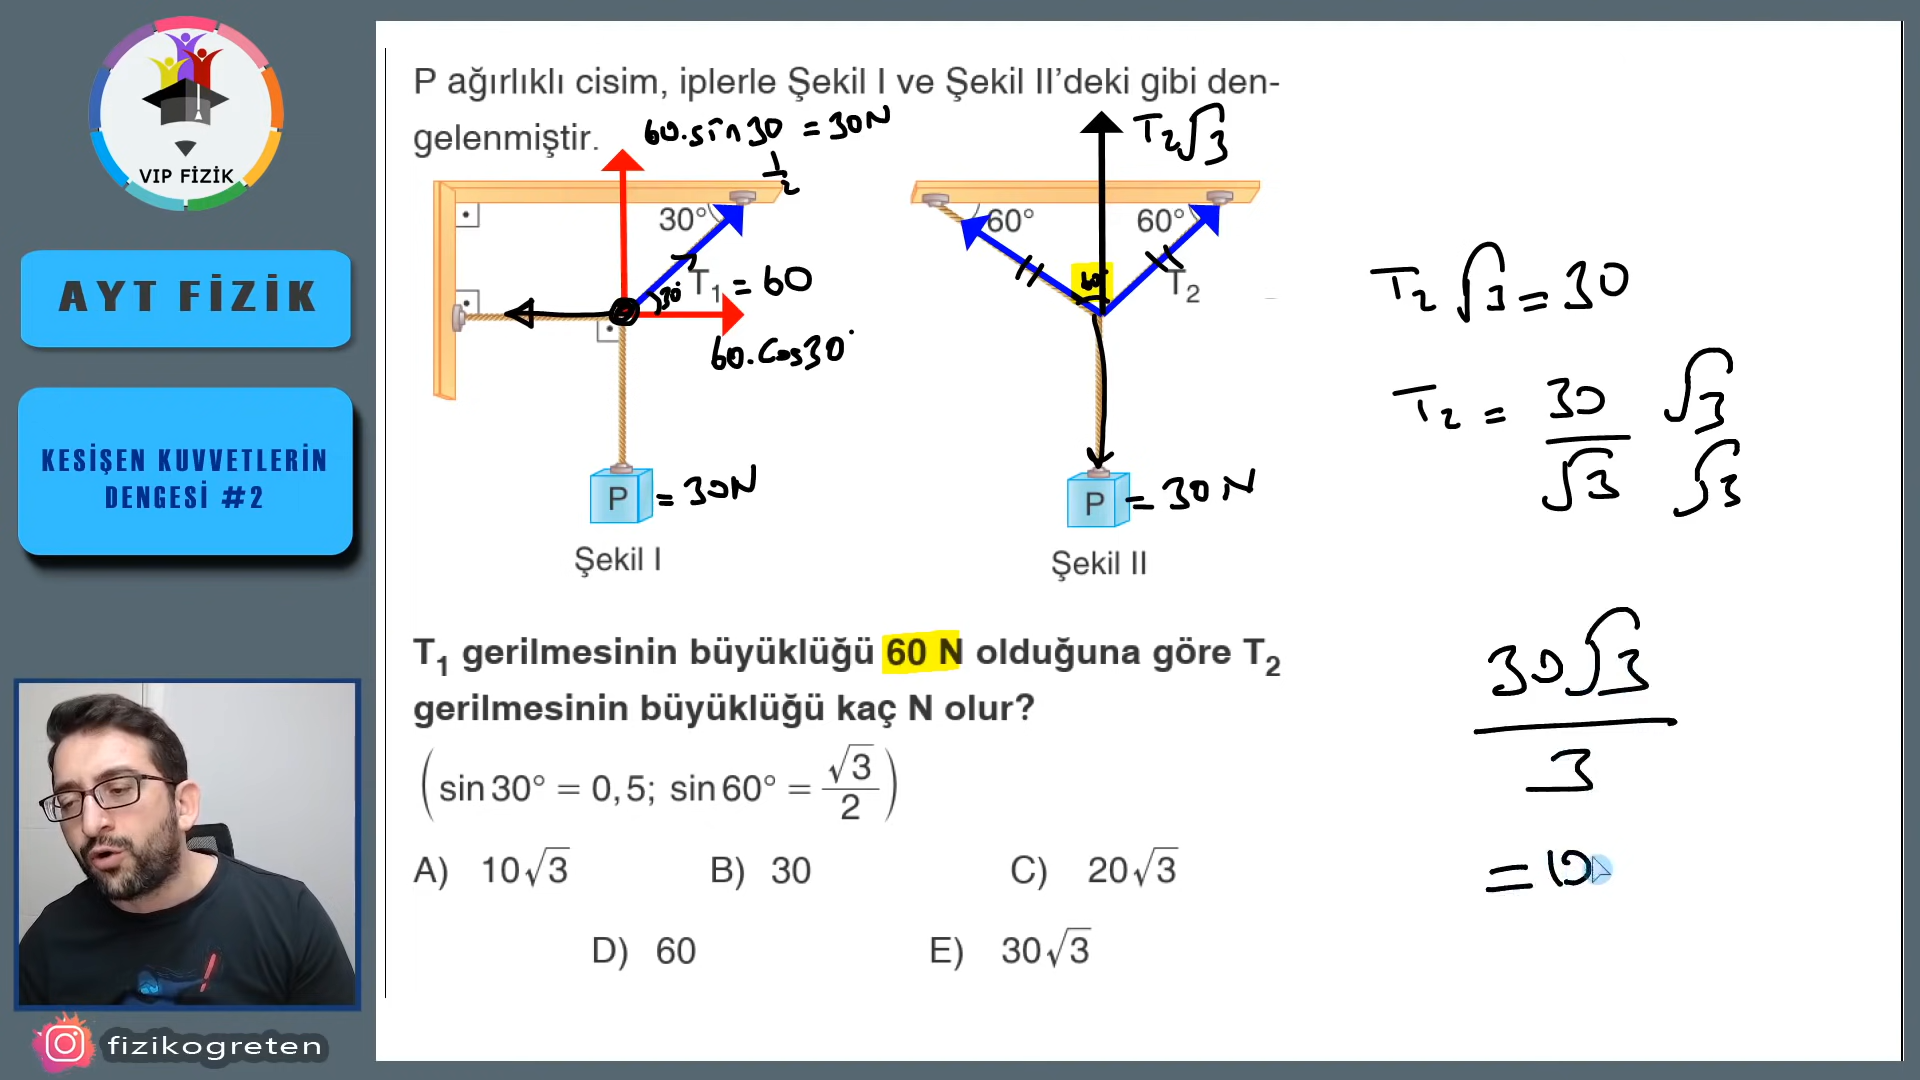 VIP FİZİK
AYT FİZİK
KESİŞEN KUVVETLERİN
DENGESİ #2
fizikogreten
P ağırlıklı cisim, iplerle Şekil I ve Şekil II’deki gibi den-
gelenmiştir.
60.sin30 = 30N
1/2
30°
T₁ = 60
30°
60.Cos30°
P = 30N
Şekil I
T₂√3
60°
60°
60°
T₂
P = 30N
Şekil II
T₂√3 = 30
T₂ = 30/√3 √3/√3
30√3/3
= 10
T₁ gerilmesinin büyüklüğü 60 N olduğuna göre T₂
gerilmesinin büyüklüğü kaç N olur?
(sin 30° = 0,5; sin 60° = √3/2)
A) 10√3 B) 30 C) 20√3
D) 60 E) 30√3